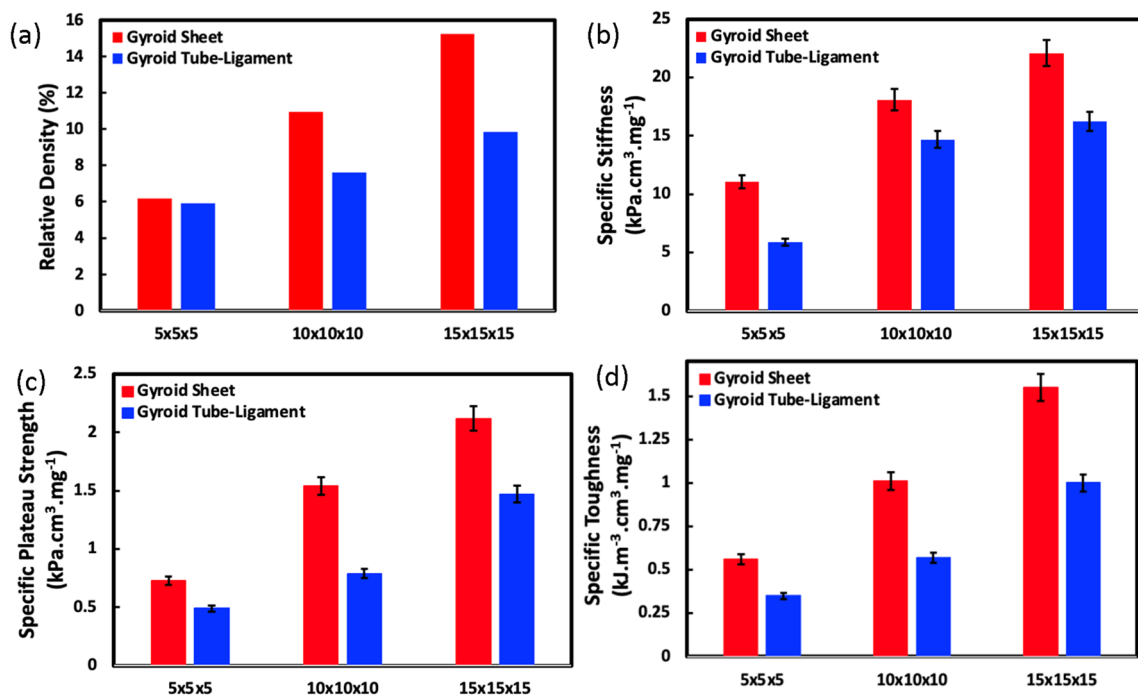 (a)
Relative Density (%)
16
14
12
10
8
6
4
2
0
Gyroid Sheet
Gyroid Tube-Ligament
5x5x5
10x10x10
15x15x15
(b)
Specific Stiffness
(kPa.cm³.mg⁻¹)
25
20
15
10
5
0
Gyroid Sheet
Gyroid Tube-Ligament
5x5x5
10x10x10
15x15x15
(c)
Specific Plateau Strength
(kPa.cm³.mg⁻¹)
2.5
2
1.5
1
0.5
0
Gyroid Sheet
Gyroid Tube-Ligament
5x5x5
10x10x10
15x15x15
(d)
Specific Toughness
(kJ.m⁻³.cm³.mg⁻¹)
1.5
1.25
1
0.75
0.5
0.25
0
Gyroid Sheet
Gyroid Tube-Ligament
5x5x5
10x10x10
15x15x15